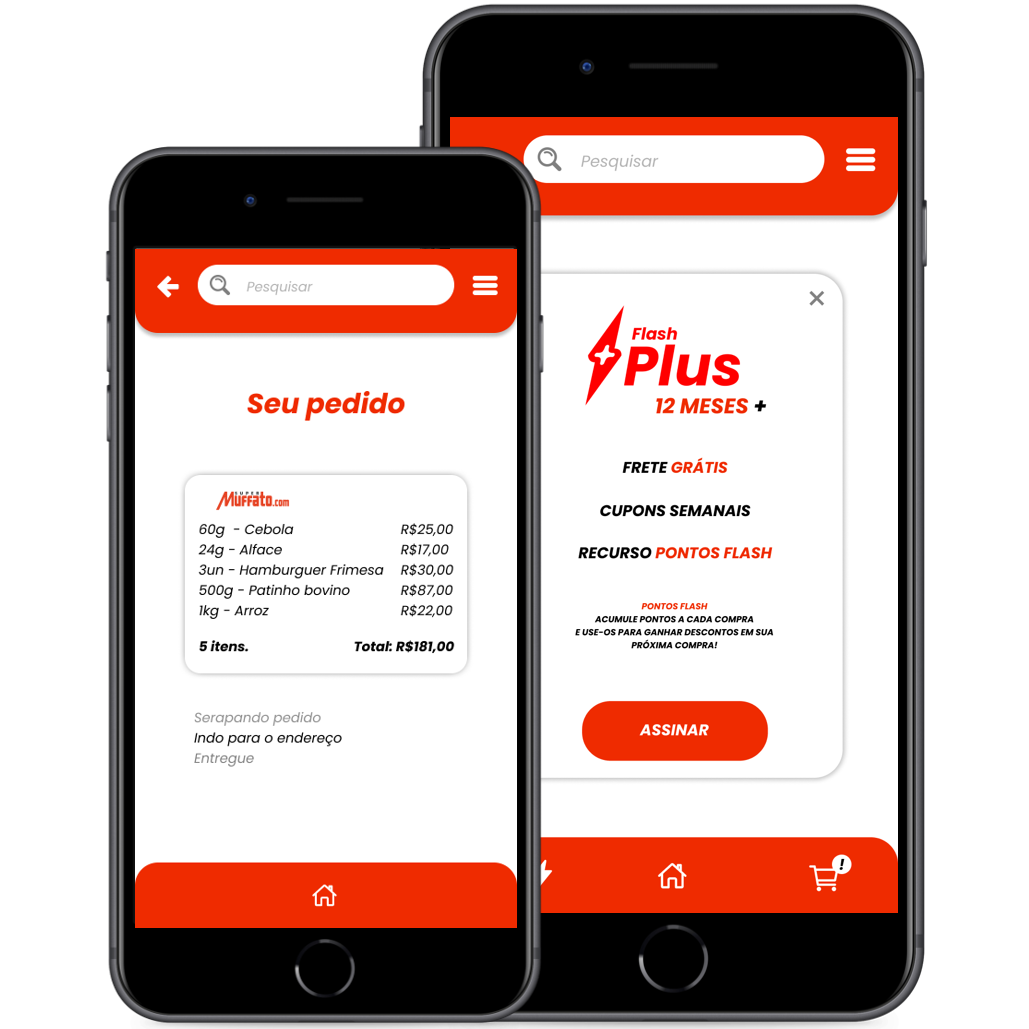 Pesquisar
Seu pedido
SUPER
Muffato.com
60g - Cebola R$25,00
24g - Alface R$17,00
3un - Hamburguer Frimesa R$30,00
500g - Patinho bovino R$87,00
1kg - Arroz R$22,00
5 itens. Total: R$181,00
Serapando pedido
Indo para o endereço
Entregue
Pesquisar
Flash
Plus
12 MESES +
FRETE GRÁTIS
CUPONS SEMANAIS
RECURSO PONTOS FLASH
PONTOS FLASH
ACUMULE PONTOS A CADA COMPRA
E USE-OS PARA GANHAR DESCONTOS EM SUA
PRÓXIMA COMPRA!
ASSINAR
!